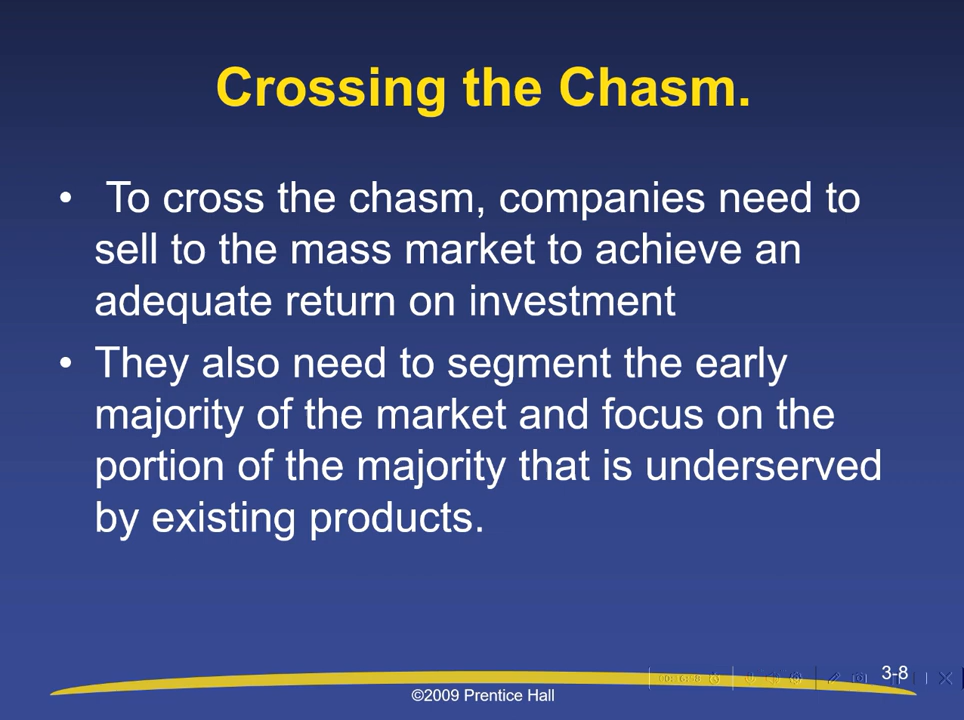 Crossing the Chasm.
• To cross the chasm, companies need to
sell to the mass market to achieve an
adequate return on investment
• They also need to segment the early
majority of the market and focus on the
portion of the majority that is underserved
by existing products.
3-8
©2009 Prentice Hall